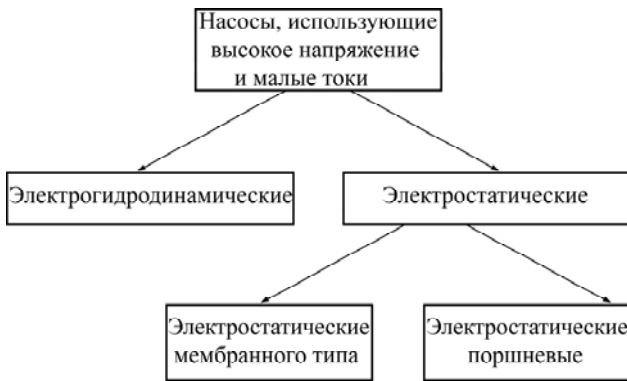 Насосы, использующие
высокое напряжение
и малые токи
Электрогидродинамические
Электростатические
Электростатические
мембранного типа
Электростатические
поршневые